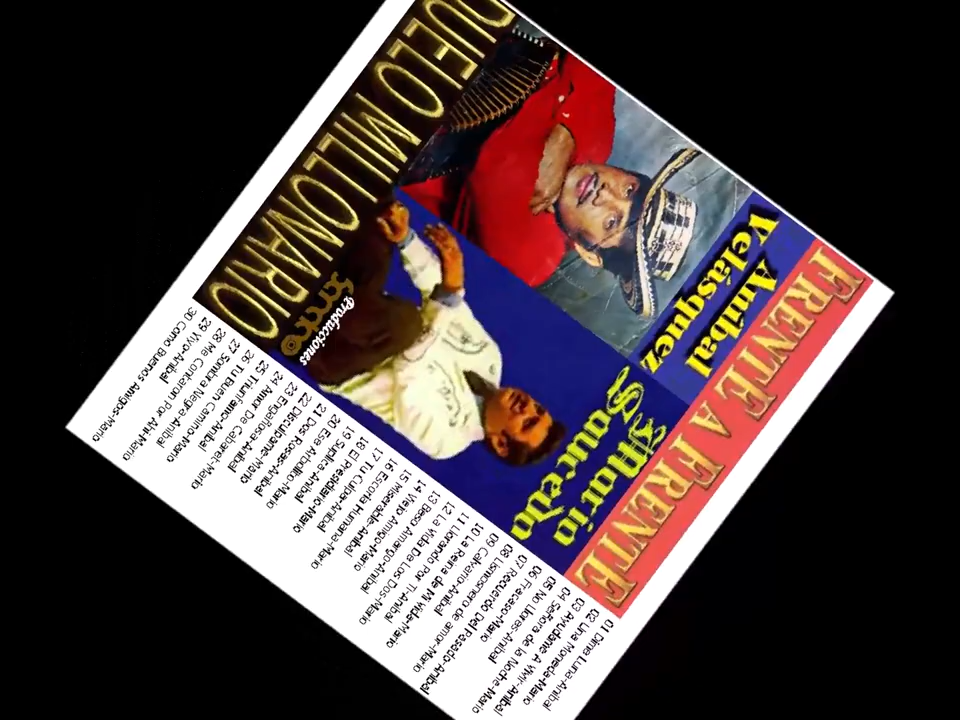 FRENTE A FRENTE
Anibal
Velásquez
Mario
Saucedo
Producciones
DUELO MILLONARIO
01 Dime Luna-Anibal
02 Una Moneda-Mario
03 Ayudame A Vivir-Anibal
04 Señora de la Noche-Mario
05 No Llores-Anibal
06 Fracaso-Mario
07 Recuerdo Del Pasado-Anibal
08 Lismosnero de amor-Mario
09 Calvario-Anibal
10 La Reina de Mi Vida-Mario
11 Llorando Por Ti-Anibal
12 La Vida De Los Dos-Mario
13 Beso Amargo-Anibal
14 Viejo Amigo-Mario
15 Miserable-Anibal
16 Escoria Humana-Mario
17 Tu Culpa-Anibal
18 El Presidiario-Mario
19 Suplica-Anibal
20 Ese Arbolito-Mario
21 Dos Rosas-Anibal
22 Disculpame-Mario
23 Engañosa-Anibal
24 Amor De Cabaret-Mario
25 Triunfamo-Anibal
26 Tu Buen Camino-Mario
27 Sombra Negra-Anibal
28 Me Contaron Por Ahi-Mario
29 Vivo-Anibal
30 Como Buenos Amigos-Mario